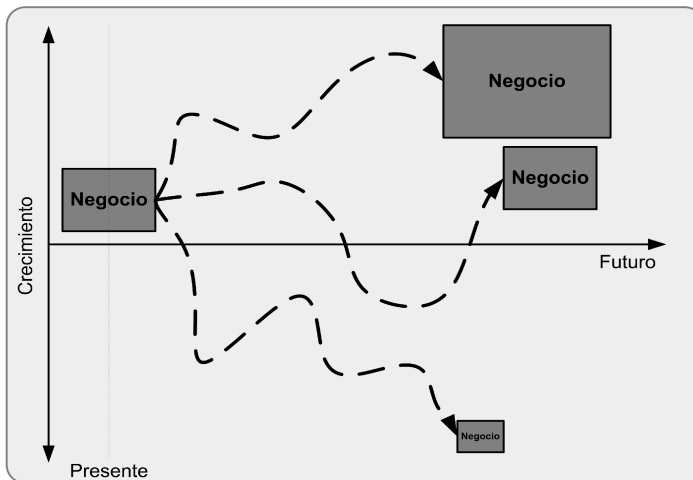 Negocio
Negocio
Negocio
Crecimiento
Futuro
Negocio
Presente